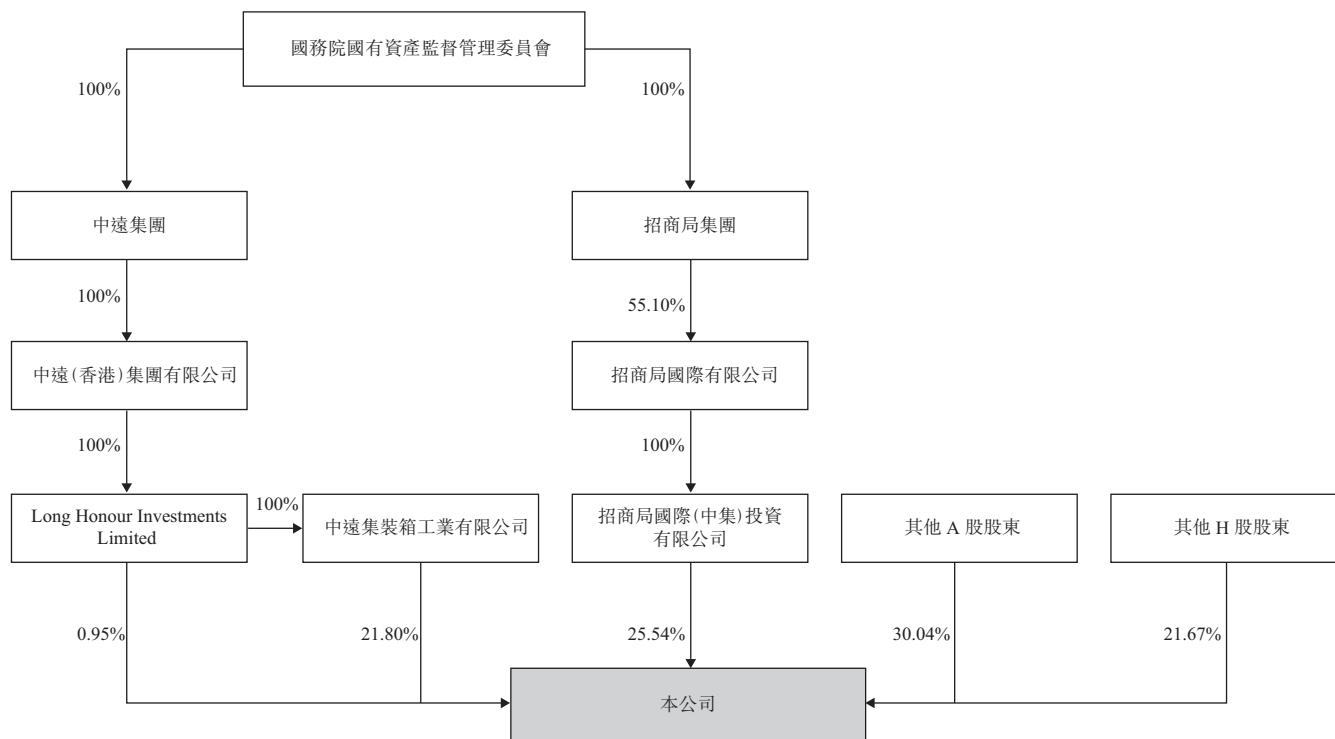 國務院國有資產監督管理委員會
100%
100%
中遠集團
招商局集團
100%
55.10%
中遠(香港)集團有限公司
招商局國際有限公司
100%
100%
Long Honour Investments
Limited
100%
中遠集裝箱工業有限公司
招商局國際(中集)投資
有限公司
其他 A 股股東
其他 H 股股東
0.95%
21.80%
25.54%
30.04%
21.67%
本公司